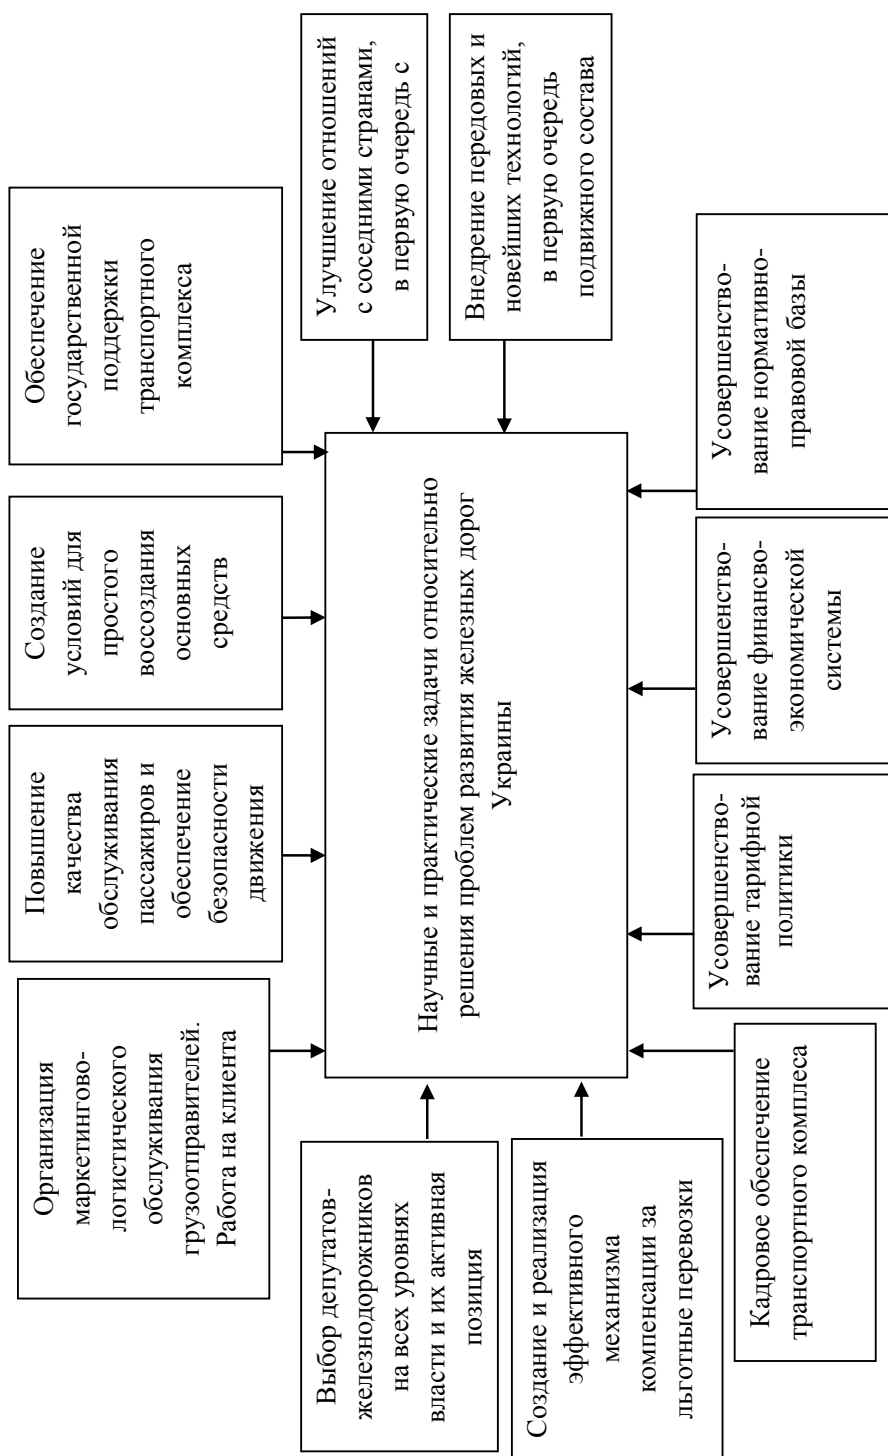 Организация
маркетингово-
логистического
обслуживания
грузоотправителей.
Работа на клиента
Повышение
качества
обслуживания
пассажиров и
обеспечение
безопасности
движения
Создание
условий для
простого
воссоздания
основных
средств
Обеспечение
государственной
поддержки
транспортного
комплекса
Выбор депутатов-
железнодорожников
на всех уровнях
власти и их активная
позиция
Создание и реализация
эффективного
механизма
компенсации за
льготные перевозки
Научные и практические задачи относительно
решения проблем развития железных дорог
Украины
Улучшение отношений
с соседними странами,
в первую очередь с
Внедрение передовых и
новейших технологий,
в первую очередь
подвижного состава
Кадровое обеспечение
транспортного комплеса
Усовершенство-
вание тарифной
политики
Усовершенство-
вание финансво-
экономической
системы
Усовершенство-
вание нормативно-
правовой базы